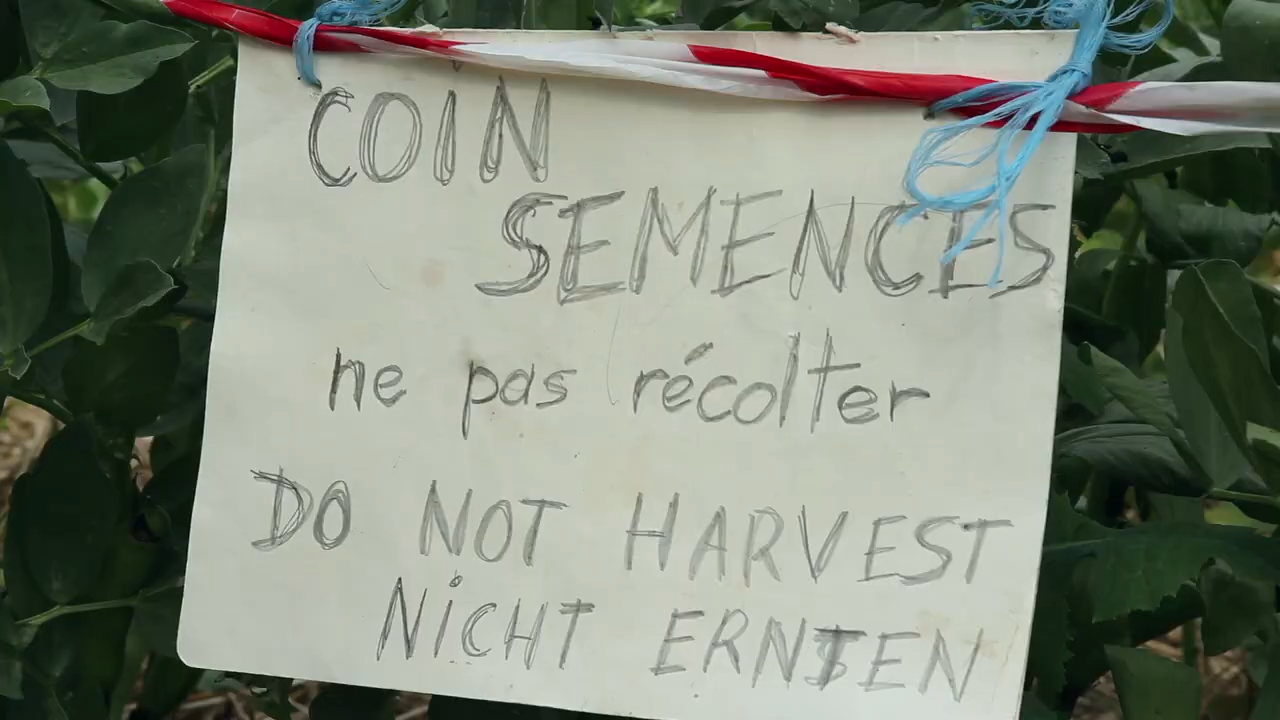 COIN
SEMENCES
ne pas récolter
DO NOT HARVEST
NiCHT ERNTEN